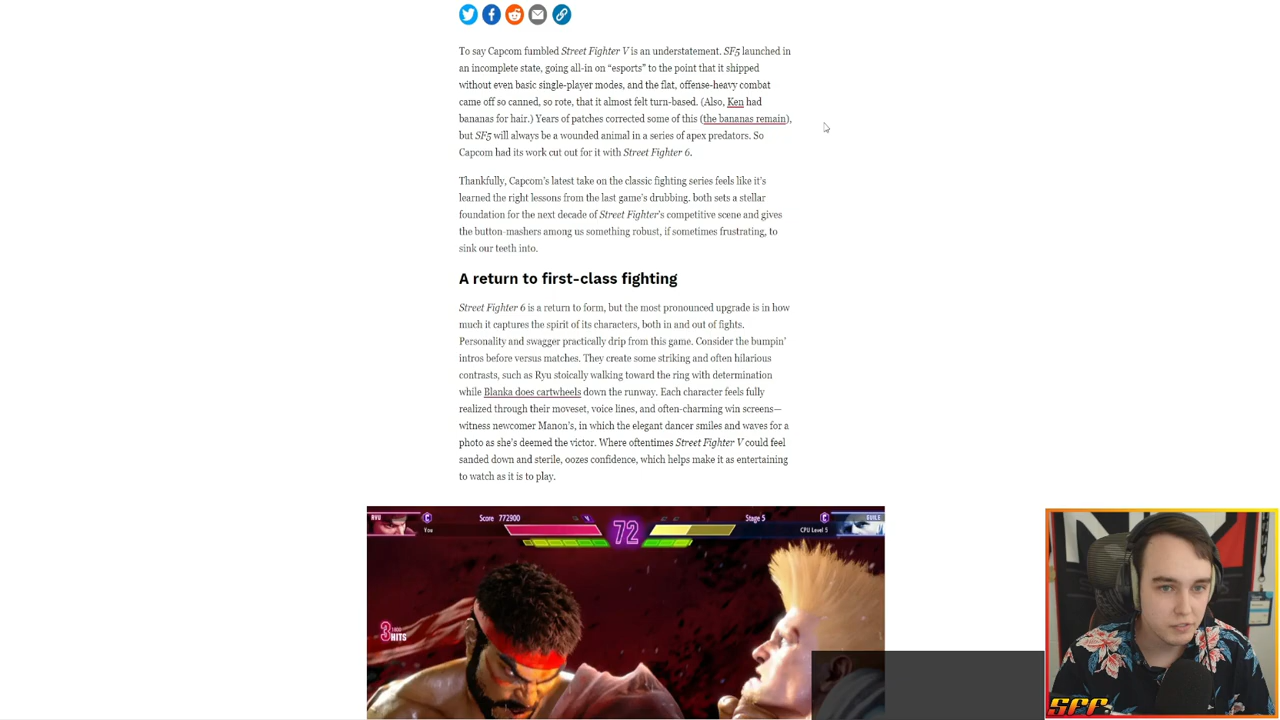 To say Capcom fumbled Street Fighter V is an understatement. SF5 launched in
an incomplete state, going all-in on “esports” to the point that it shipped
without even basic single-player modes, and the flat, offense-heavy combat
came off so canned, so rote, that it almost felt turn-based. (Also, Ken had
bananas for hair.) Years of patches corrected some of this (the bananas remain),
but SF5 will always be a wounded animal in a series of apex predators. So
Capcom had its work cut out for it with Street Fighter 6.
Thankfully, Capcom’s latest take on the classic fighting series feels like it’s
learned the right lessons from the last game’s drubbing. both sets a stellar
foundation for the next decade of Street Fighter’s competitive scene and gives
the button-mashers among us something robust, if sometimes frustrating, to
sink our teeth into.
A return to first-class fighting
Street Fighter 6 is a return to form, but the most pronounced upgrade is in how
much it captures the spirit of its characters, both in and out of fights.
Personality and swagger practically drip from this game. Consider the bumpin’
intros before versus matches. They create some striking and often hilarious
contrasts, such as Ryu stoically walking toward the ring with determination
while Blanka does cartwheels down the runway. Each character feels fully
realized through their moveset, voice lines, and often-charming win screens—
witness newcomer Manon’s, in which the elegant dancer smiles and waves for a
photo as she’s deemed the victor. Where oftentimes Street Fighter V could feel
sanded down and sterile, oozes confidence, which helps make it as entertaining
to watch as it is to play.
RYU C Score 772900 72 Stage 5 C GUILE
You CPU Level 5
3 HITS
SFF